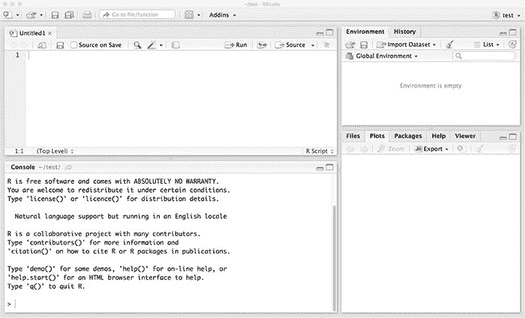 ~/test - RStudio
Go to file/function
Addins
test
Untitled1
Source on Save
Run
Source
1
1:1
(Top Level)
R Script
Console ~/test/
R is free software and comes with ABSOLUTELY NO WARRANTY.
You are welcome to redistribute it under certain conditions.
Type 'license()' or 'licence()' for distribution details.
Natural language support but running in an English locale
R is a collaborative project with many contributors.
Type 'contributors()' for more information and
'citation()' on how to cite R or R packages in publications.
Type 'demo()' for some demos, 'help()' for on-line help, or
'help.start()' for an HTML browser interface to help.
Type 'q()' to quit R.
>
Environment History
Import Dataset
List
Global Environment
Environment is empty
Files Plots Packages Help Viewer
Zoom
Export